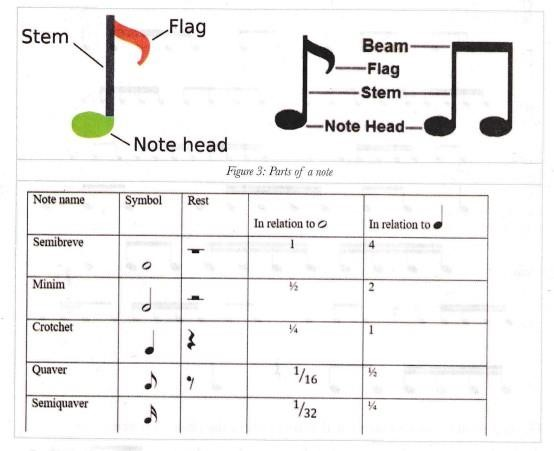 Stem
Flag
Note head
Beam
Flag
Stem
Note Head
Figure 3: Parts of a note
Note name Symbol Rest In relation to In relation to
Semibreve 1 4
Minim ½ 2
Crotchet ¼ 1
Quaver 1/16 ½
Semiquaver 1/32 ¼